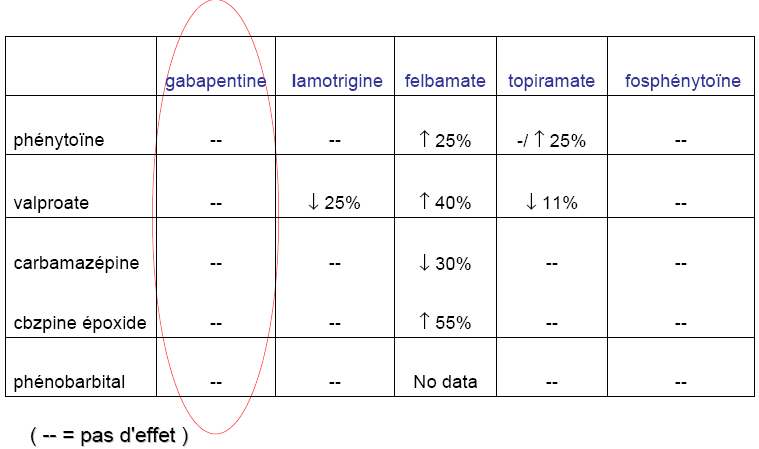 gabapentine lamotrigine felbamate topiramate fosphénytoïne
phénytoïne -- -- ↑ 25% -/ ↑ 25% --
valproate -- ↓ 25% ↑ 40% ↓ 11% --
carbamazépine -- -- ↓ 30% -- --
cbzpine époxide -- -- ↑ 55% -- --
phénobarbital -- -- No data -- --
( -- = pas d'effet )